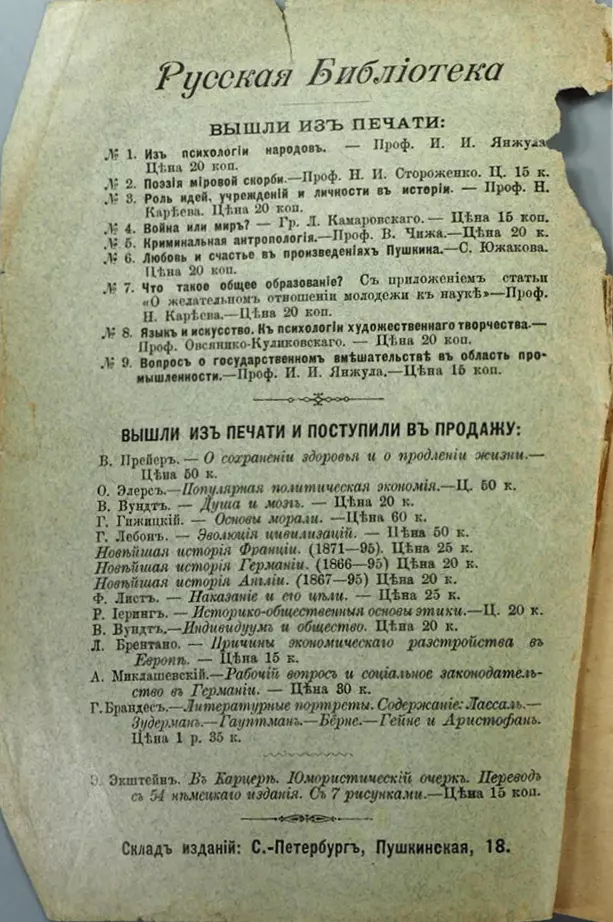 Русская Библіотека
ВЫШЛИ ИЗЪ ПЕЧАТИ:
№ 1. Изъ психологіи народовъ. — Проф. И. И. Янжула
Цѣна 20 коп.
№ 2. Поэзія міровой скорби.—Проф. Н. И. Стороженко. Ц. 15 к.
№ 3. Роль идей, учрежденій и личности въ исторіи. — Проф. Н.
Карѣева. Цѣна 20 коп.
№ 4. Война или миръ? — Гр. Л. Камаровскаго. — Цѣна 15 коп.
№ 5. Криминальная антропологія.—Проф. В. Чижа.—Цѣна 20 к.
№ 6. Любовь и счастье въ произведеніяхъ Пушкина.—С. Южакова.
Цѣна 20 коп.
№ 7. Что такое общее образованіе? Съ приложеніемъ статьи
«О желательномъ отношеніи молодежи къ наукѣ»—Проф.
Н. Карѣева.—Цѣна 20 коп.
№ 8. Языкъ и искусство. Къ психологіи художественнаго творчества.—
Проф. Овсянико-Куликовскаго. — Цѣна 20 коп.
№ 9. Вопросъ о государственномъ вмѣшательствѣ въ область про-
мышленности.—Проф. И. И. Янжула.—Цѣна 15 коп.
ВЫШЛИ ИЗЪ ПЕЧАТИ И ПОСТУПИЛИ ВЪ ПРОДАЖУ:
В. Прейеръ. — О сохраненіи здоровья и о продленіи жизни.—
Цѣна 50 к.
О. Элерсъ.—Популярная политическая экономія.—Ц. 50 к.
В. Вундтъ. — Душа и мозгъ. — Цѣна 20 к.
Г. Гижицкій. — Основы морали. —Цѣна 60 к.
Г. Лебонъ. — Эволюція цивилизацій. — Цѣна 50 к.
Новѣйшая исторія Франціи. (1871—95). Цѣна 25 к.
Новѣйшая исторія Германіи. (1866—95) Цѣна 20 к.
Новѣйшая исторія Англіи. (1867—95) Цѣна 20 к.
Ф. Листъ. — Наказаніе и его цѣли. — Цѣна 25 к.
Р. Іерингъ. — Историко-общественныя основы этики.—Ц. 20 к.
В. Вундтъ.—Индивидуумъ и общество. Цѣна 20 к.
Л. Брентано. — Причины экономическаго разстройства въ
Европѣ. — Цѣна 15 к.
А. Миклашевскій.—Рабочій вопросъ и соціальное законодатель-
ство въ Германіи. — Цѣна 30 к.
Г. Брандесъ.—Литературные портреты. Содержаніе: Лассаль.—
Зудерманъ.—Гауптманъ.—Бёрне.—Гейне и Аристофанъ.
Цѣна 1 р. 35 к.
Э. Экштейнъ. Въ Карцерѣ. Юмористическій очеркъ. Переводъ
съ 54 нѣмецкаго изданія. Съ 7 рисунками.—Цѣна 15 коп.
Складъ изданій: С.-Петербургъ, Пушкинская, 18.